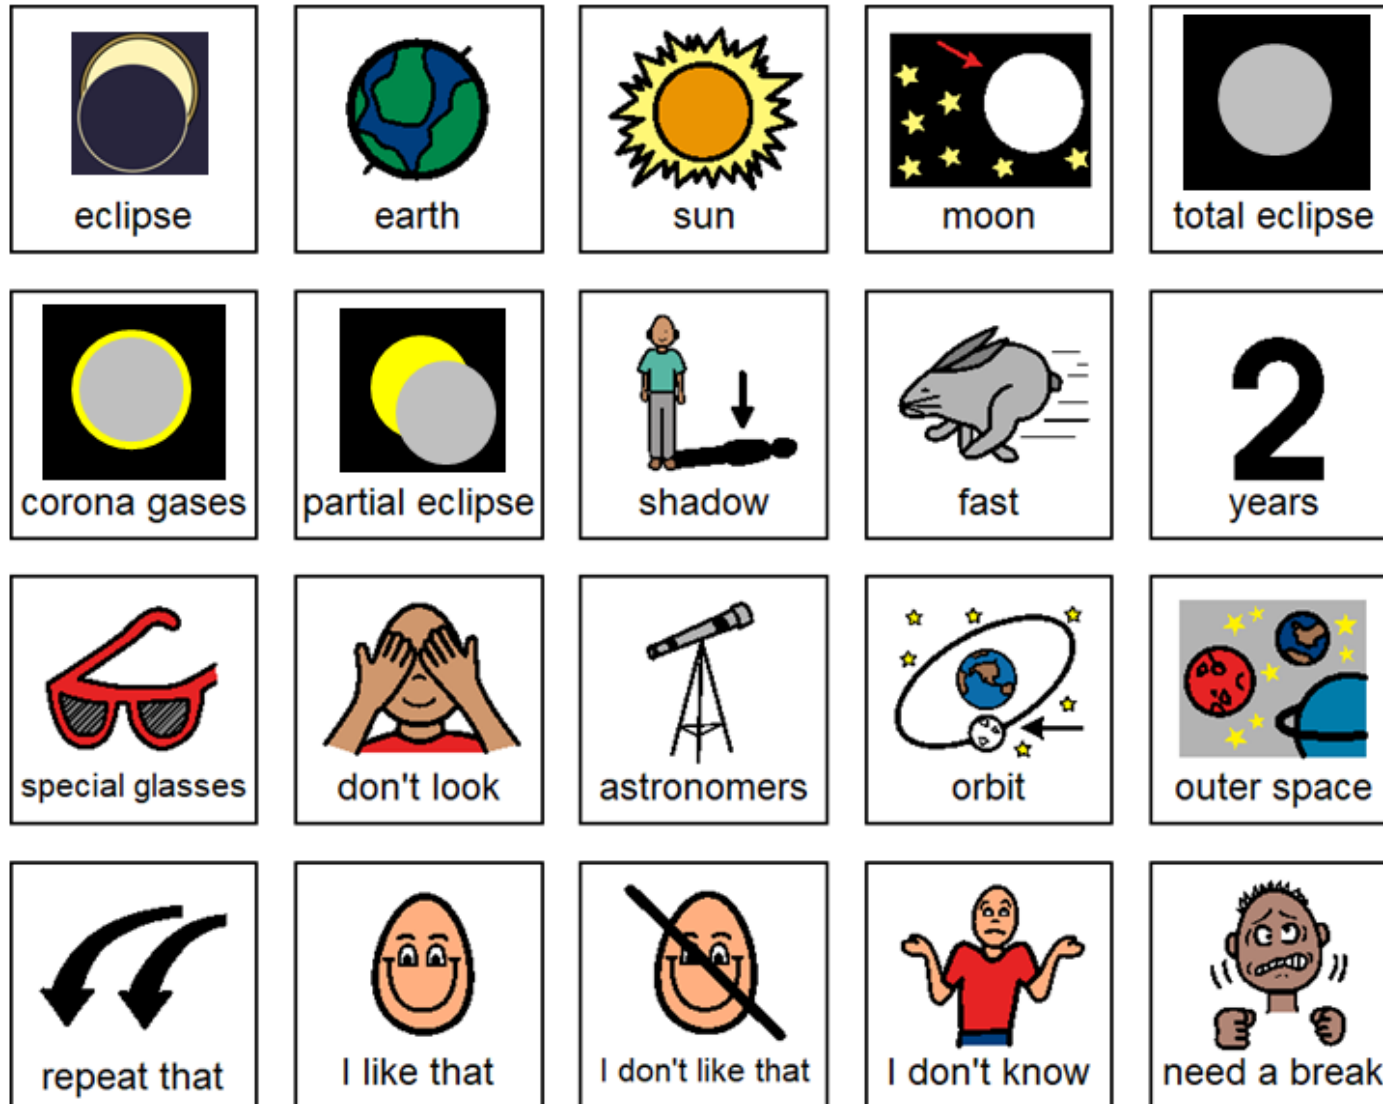 eclipse
earth
sun
moon
total eclipse
corona gases
partial eclipse
shadow
fast
2
years
special glasses
don't look
astronomers
orbit
outer space
repeat that
I like that
I don't like that
I don't know
need a break